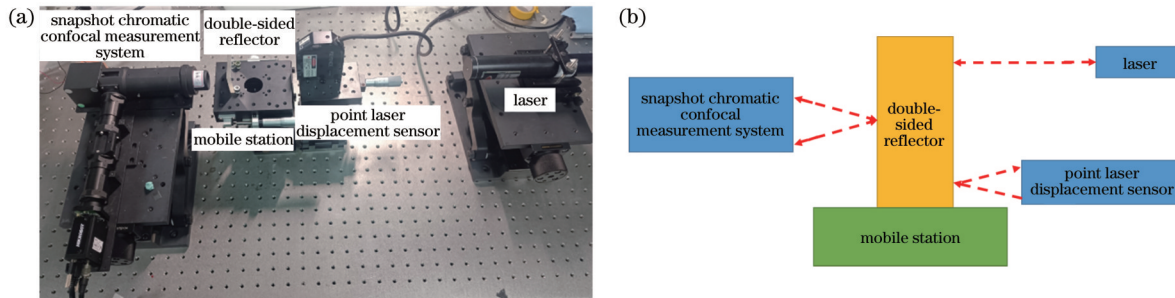 (a)
snapshot chromatic
confocal measurement
system
double-sided
reflector
laser
point laser
displacement sensor
mobile station
(b)
snapshot chromatic
confocal
measurement system
double-
sided
reflector
laser
point laser
displacement sensor
mobile station